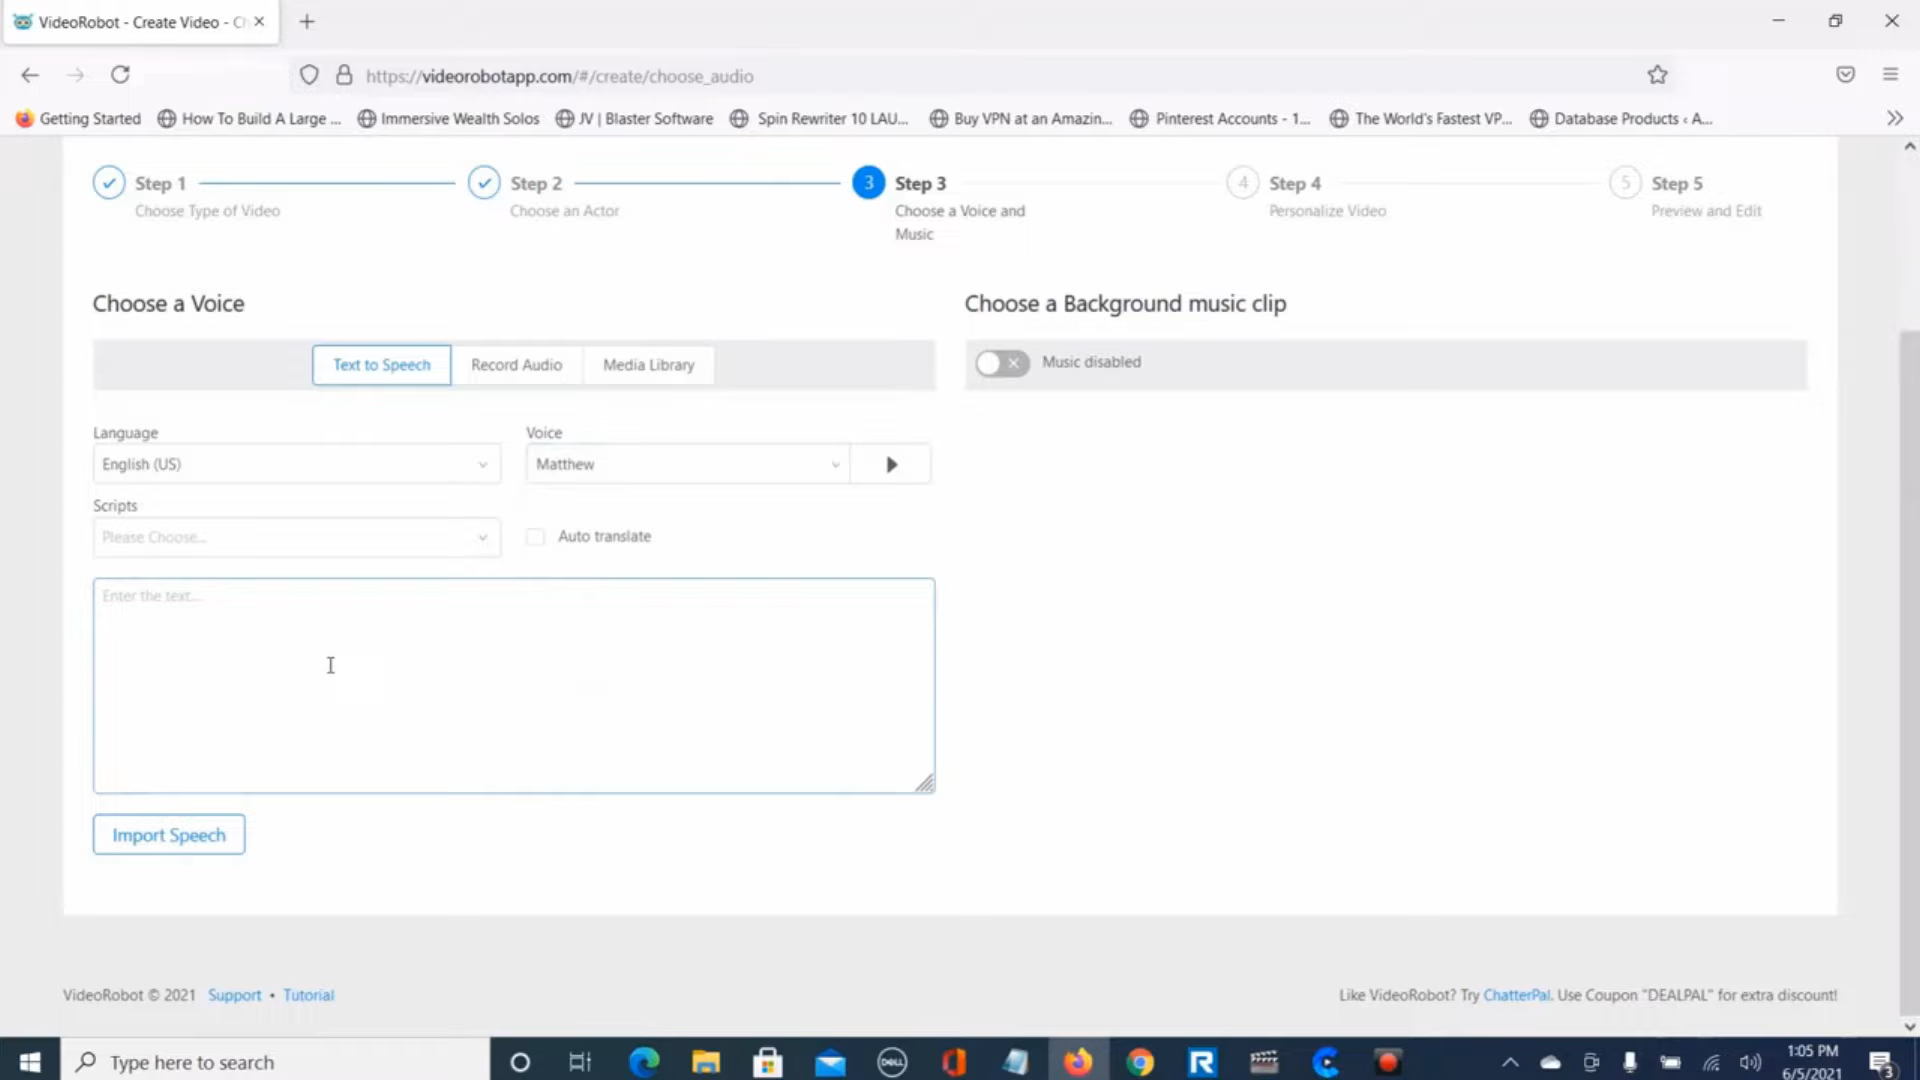 VideoRobot - Create Video - Ch
https://videorobotapp.com/#/create/choose_audio
Getting Started
How To Build A Large ...
Immersive Wealth Solos
JV | Blaster Software
Spin Rewriter 10 LAU...
Buy VPN at an Amazin...
Pinterest Accounts - 1...
The World's Fastest VP...
Database Products ‹ A...
Step 1
Choose Type of Video
Step 2
Choose an Actor
3
Step 3
Choose a Voice and
Music
4
Step 4
Personalize Video
5
Step 5
Preview and Edit
Choose a Voice
Text to Speech
Record Audio
Media Library
Language
English (US)
Voice
Matthew
Scripts
Please Choose...
Auto translate
Enter the text...
Import Speech
Choose a Background music clip
Music disabled
VideoRobot © 2021 Support • Tutorial
Like VideoRobot? Try ChatterPal. Use Coupon "DEALPAL" for extra discount!
Type here to search
DELL
R
1:05 PM
6/5/2021
3